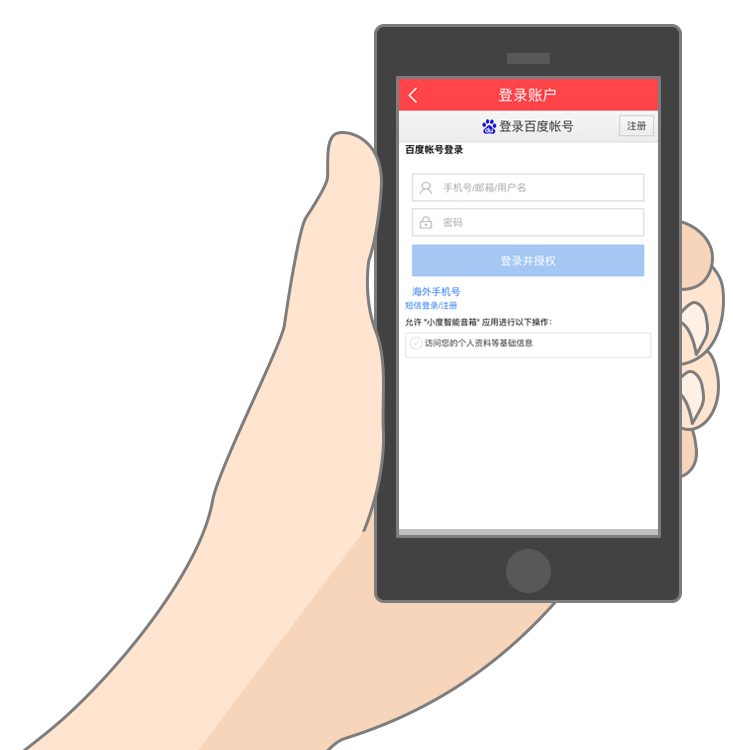 登录账户
登录百度帐号
注册
百度帐号登录
手机号/邮箱/用户名
密码
登录并授权
海外手机号
短信登录/注册
允许 "小度智能音箱" 应用进行以下操作:
访问您的个人资料等基础信息